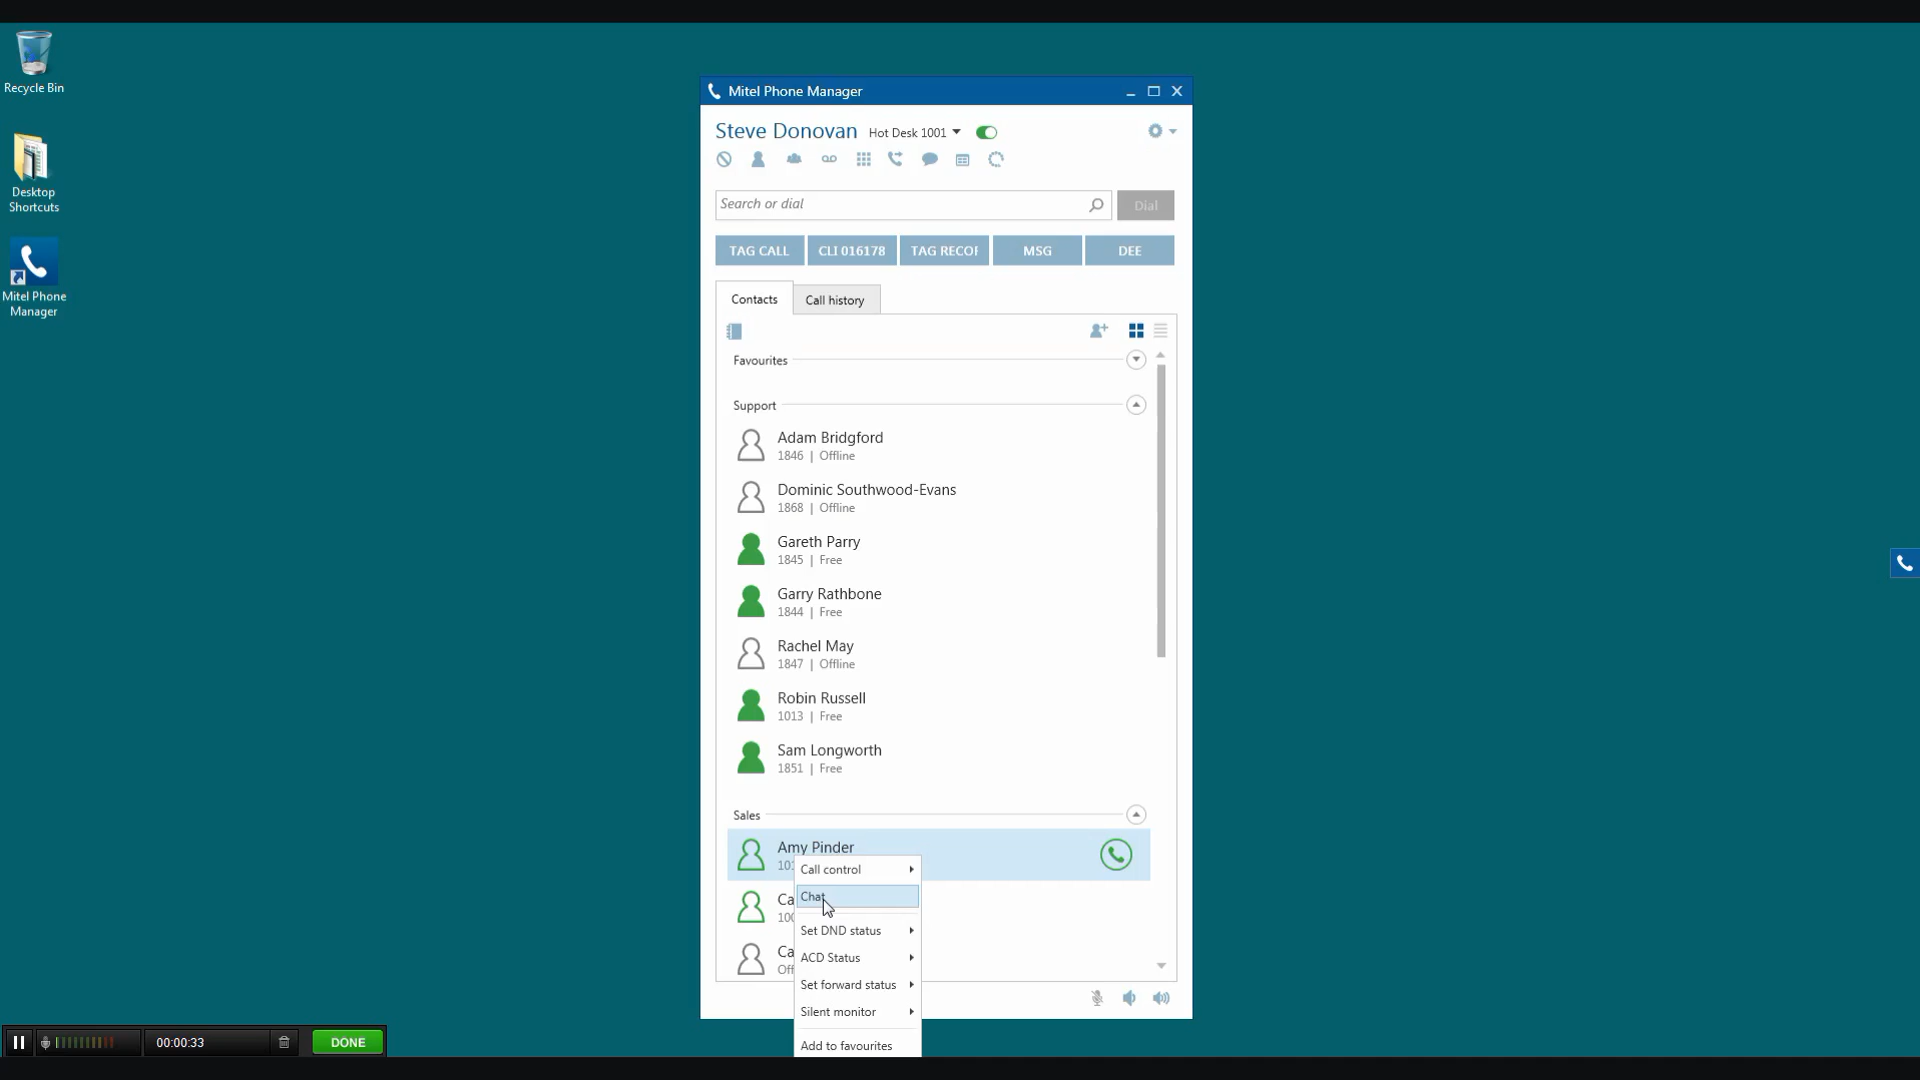 Recycle Bin
Desktop
Shortcuts
Mitel Phone
Manager
Mitel Phone Manager
Steve Donovan Hot Desk 1001
Search or dial
Dial
TAG CALL CLI 016178 TAG RECOR MSG DEE
Contacts Call history
Favourites
Support
Adam Bridgford
1846 | Offline
Dominic Southwood-Evans
1868 | Offline
Gareth Parry
1845 | Free
Garry Rathbone
1844 | Free
Rachel May
1847 | Offline
Robin Russell
1013 | Free
Sam Longworth
1851 | Free
Sales
Amy Pinder
Call control
Chat
Set DND status
ACD Status
Set forward status
Silent monitor
Add to favourites
00:00:33
DONE